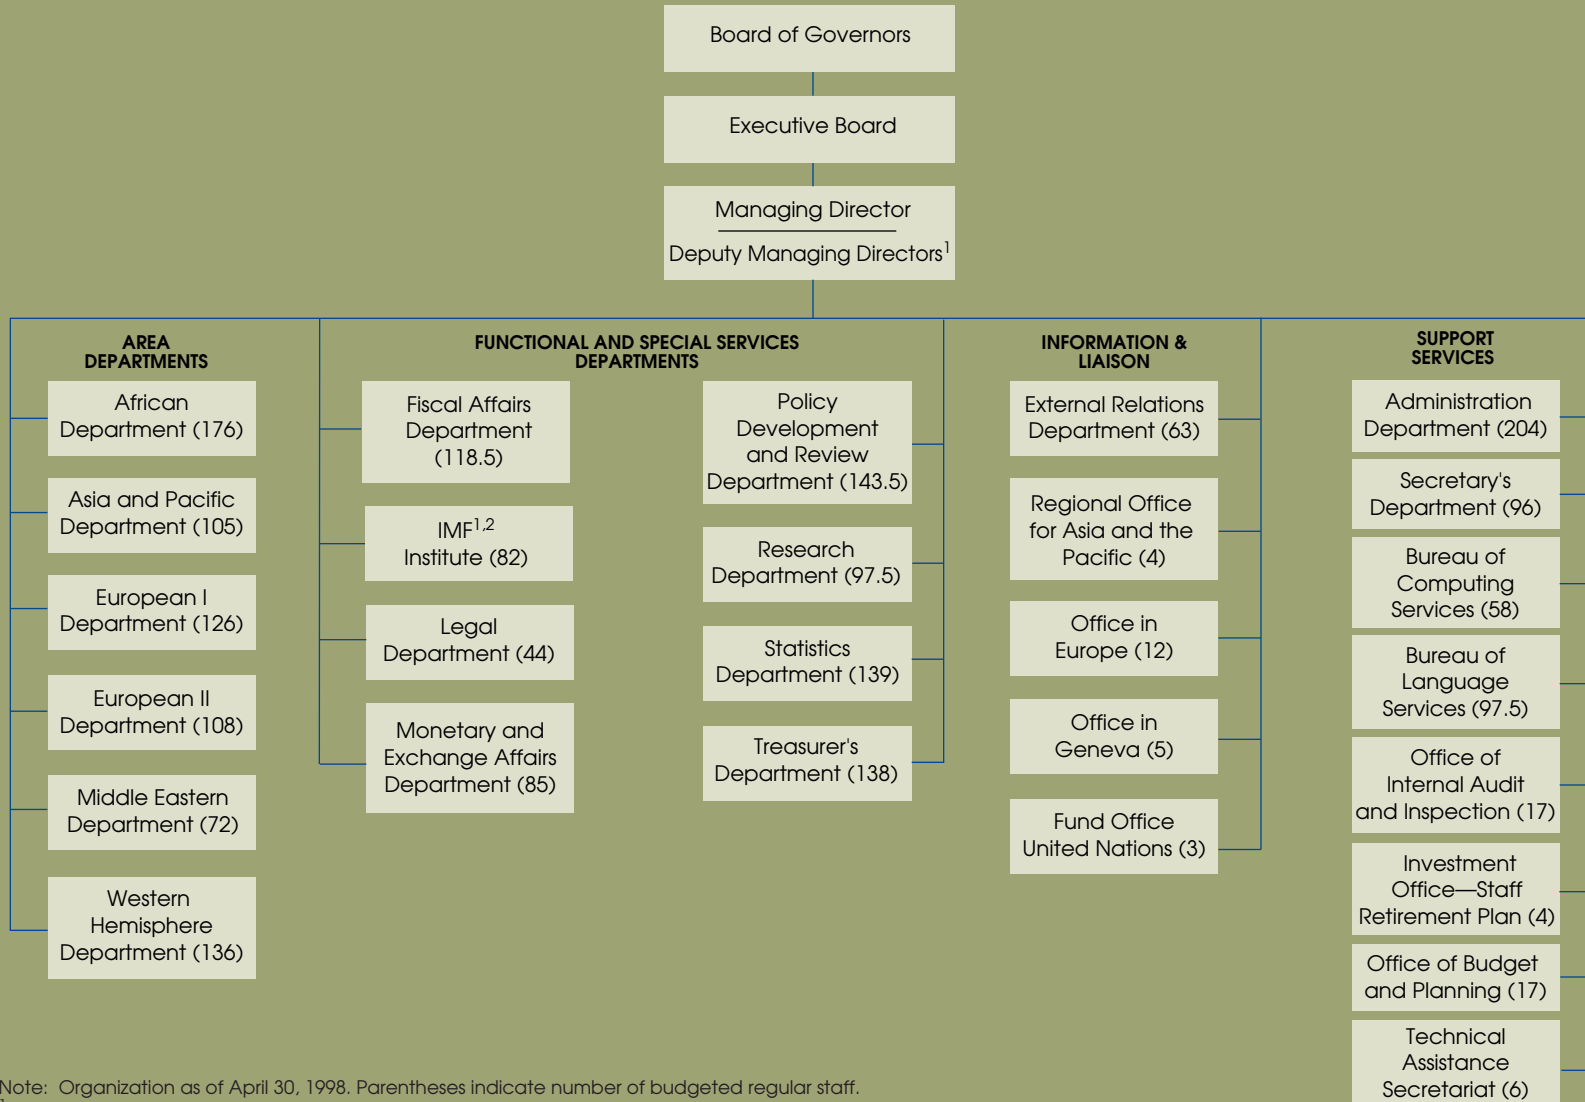 Board of Governors
Executive Board
Managing Director
Deputy Managing Directors1
AREA
DEPARTMENTS
African
Department (176)
Asia and Pacific
Department (105)
European I
Department (126)
European II
Department (108)
Middle Eastern
Department (72)
Western
Hemisphere
Department (136)
FUNCTIONAL AND SPECIAL SERVICES
DEPARTMENTS
Fiscal Affairs
Department
(118.5)
IMF1,2
Institute (82)
Legal
Department (44)
Monetary and
Exchange Affairs
Department (85)
Policy
Development
and Review
Department (143.5)
Research
Department (97.5)
Statistics
Department (139)
Treasurer's
Department (138)
INFORMATION &
LIAISON
External Relations
Department (63)
Regional Office
for Asia and the
Pacific (4)
Office in
Europe (12)
Office in
Geneva (5)
Fund Office
United Nations (3)
SUPPORT
SERVICES
Administration
Department (204)
Secretary's
Department (96)
Bureau of
Computing
Services (58)
Bureau of
Language
Services (97.5)
Office of
Internal Audit
and Inspection (17)
Investment
Office—Staff
Retirement Plan (4)
Office of Budget
and Planning (17)
Technical
Assistance
Secretariat (6)
Note: Organization as of April 30, 1998. Parentheses indicate number of budgeted regular staff.